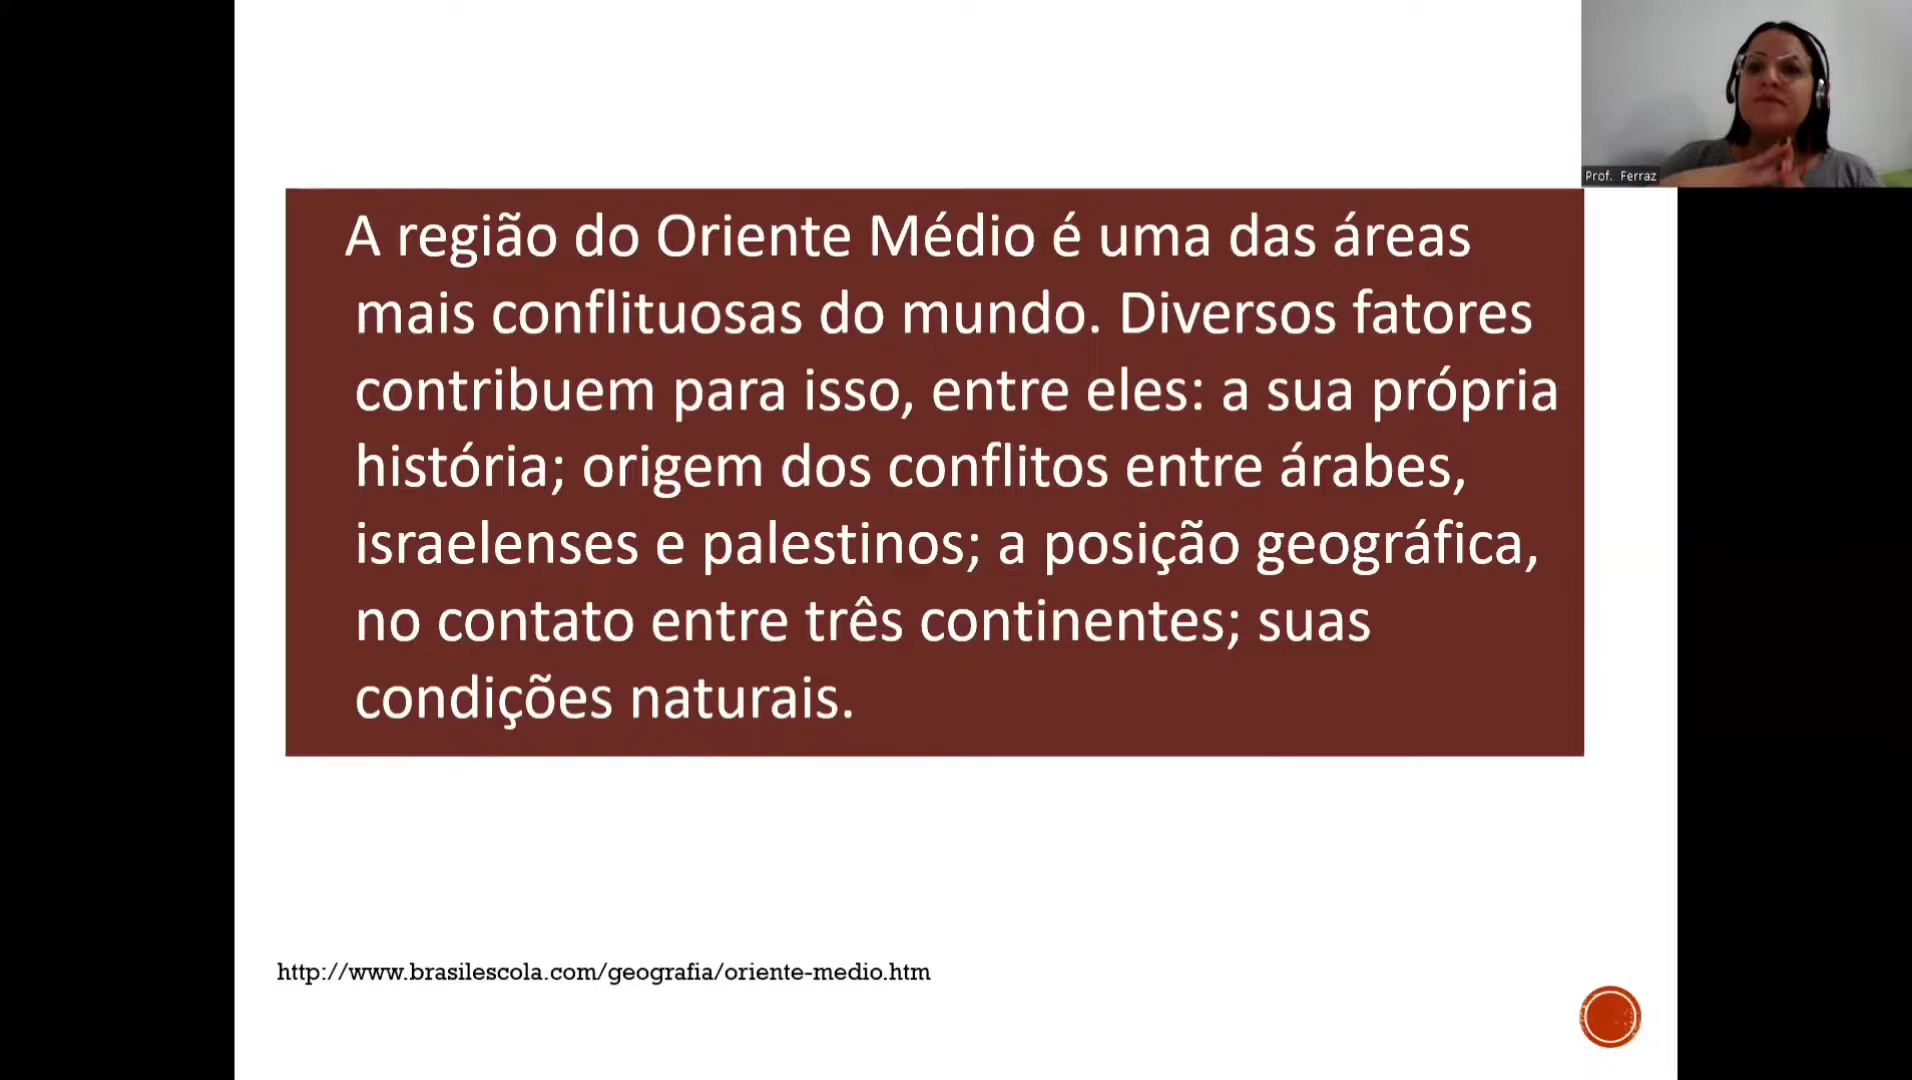 Prof. Ferraz
A região do Oriente Médio é uma das áreas
mais conflituosas do mundo. Diversos fatores
contribuem para isso, entre eles: a sua própria
história; origem dos conflitos entre árabes,
israelenses e palestinos; a posição geográfica,
no contato entre três continentes; suas
condições naturais.
http://www.brasilescola.com/geografia/oriente-medio.htm